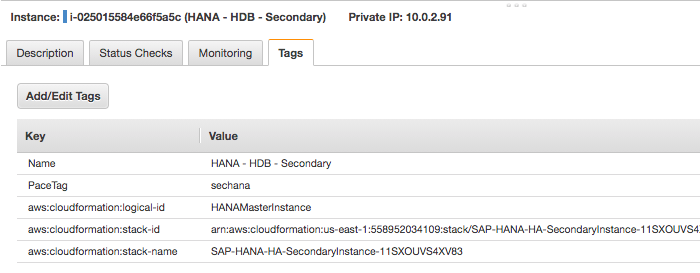 Instance: i-025015584e66f5a5c (HANA - HDB - Secondary) Private IP: 10.0.2.91
Description Status Checks Monitoring Tags
Add/Edit Tags
Key Value
Name HANA - HDB - Secondary
PaceTag sechana
aws:cloudformation:logical-id HANAMasterInstance
aws:cloudformation:stack-id arn:aws:cloudformation:us-east-1:558952034109:stack/SAP-HANA-HA-SecondaryInstance-11SXOUVS4X
aws:cloudformation:stack-name SAP-HANA-HA-SecondaryInstance-11SXOUVS4XV83